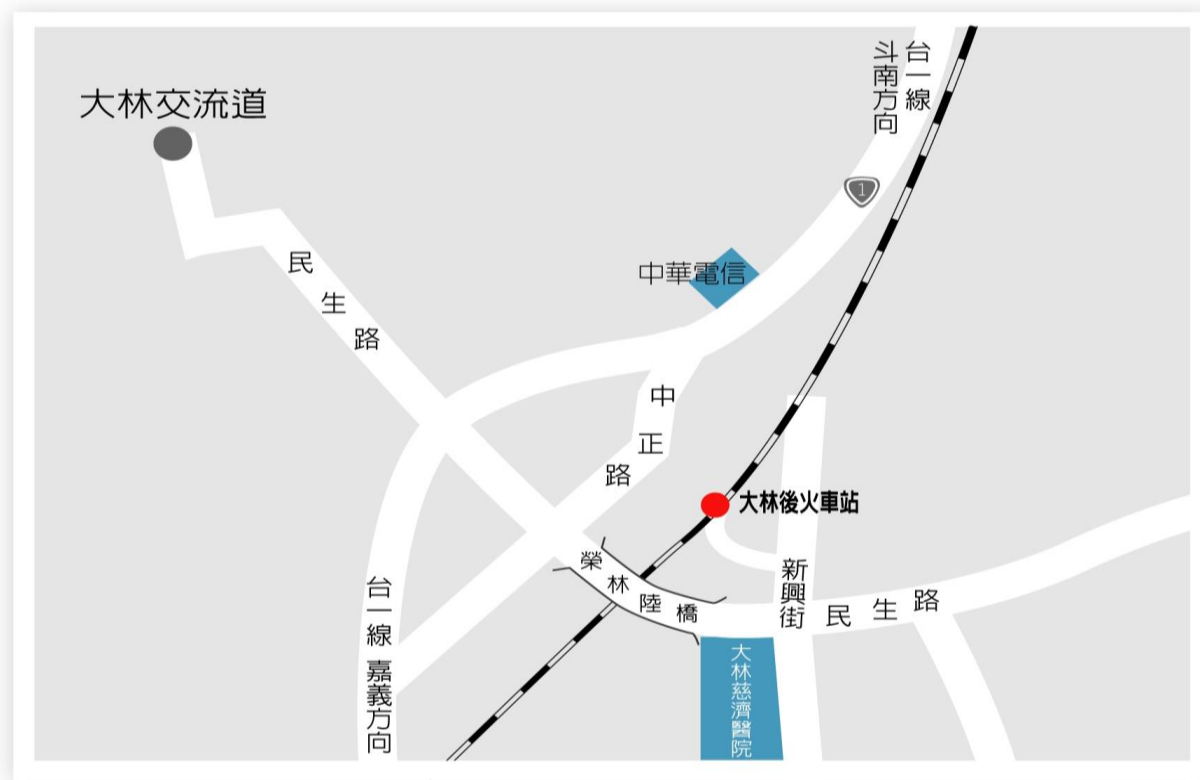 台一線
斗南方向
大林交流道
1
民生路
中華電信
中正路
大林後火車站
榮林陸橋
新興街
民生路
台一線 嘉義方向
大林慈濟醫院